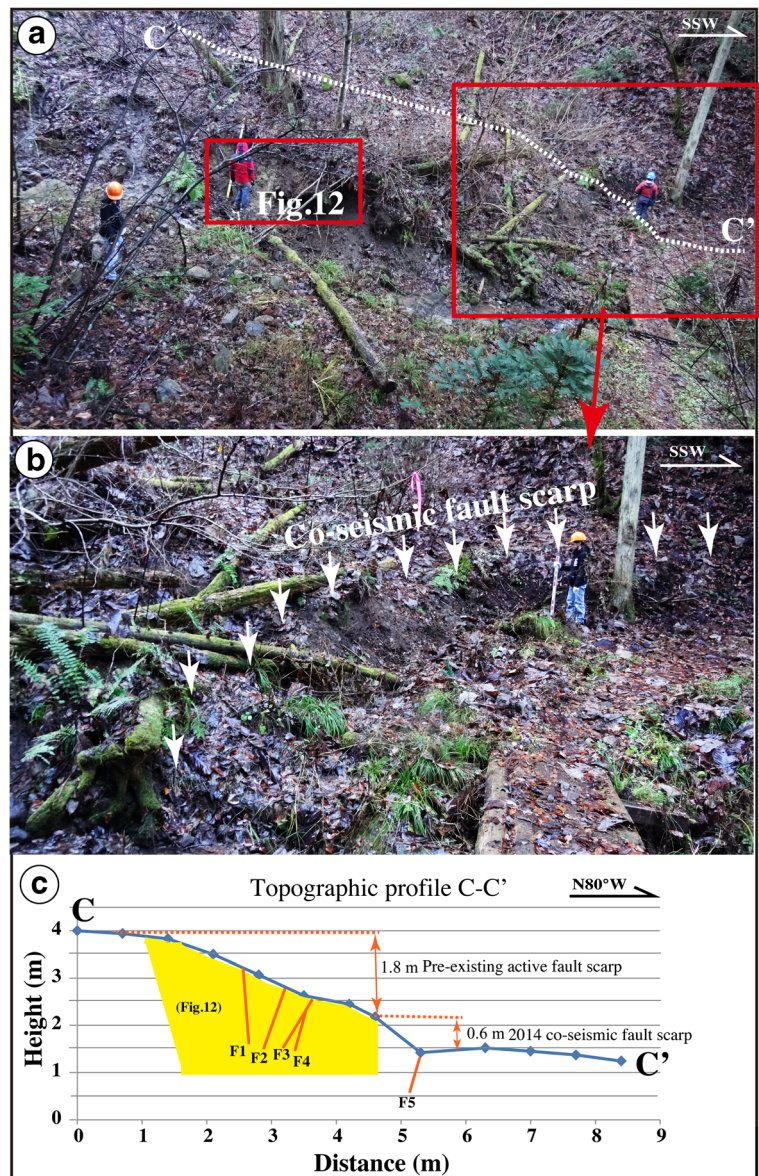 a
C
SSW
Fig.12
C'
b
SSW
Co-seismic fault scarp
c
Topographic profile C-C'
N80°W
C
4
3
2
1
0
Height (m)
1.8 m Pre-existing active fault scarp
(Fig.12)
0.6 m 2014 co-seismic fault scarp
F1
F2
F3
F4
C'
F5
0
1
2
3
4
5
6
7
8
9
Distance (m)